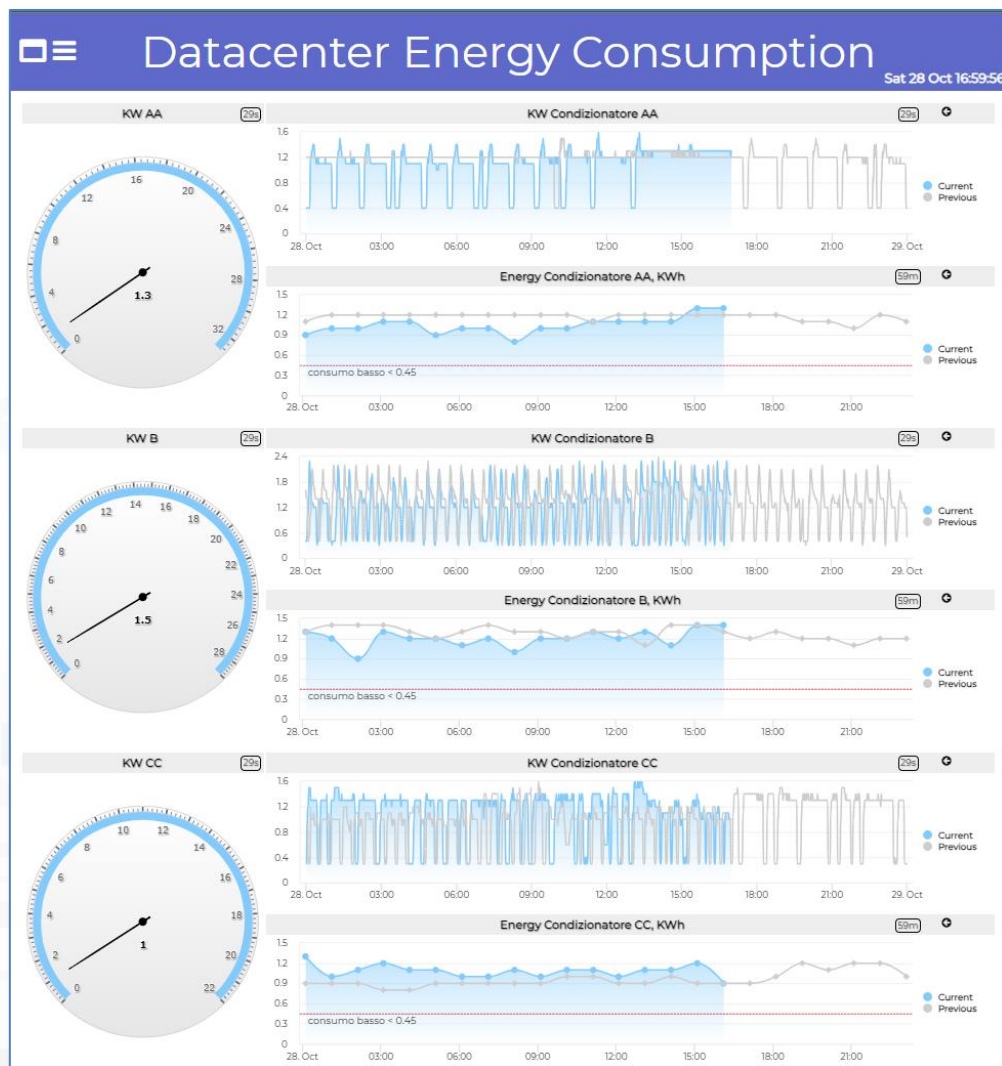 Datacenter Energy Consumption
Sat 28 Oct 16:59:56
KW AA 29s
0 4 8 12 16 20 24 28 32
1.3
KW Condizionatore AA 29s
1.6
1.2
0.8
0.4
0
28. Oct 03:00 06:00 09:00 12:00 15:00 18:00 21:00 29. Oct
Current
Previous
Energy Condizionatore AA, KWh 59m
1.5
1.2
0.9
0.6
0.3
0
consumo basso < 0.45
28. Oct 03:00 06:00 09:00 12:00 15:00 18:00 21:00
Current
Previous
KW B 29s
0 2 4 6 8 10 12 14 16 18 20 22 24 26 28
1.5
KW Condizionatore B 29s
2.4
1.8
1.2
0.6
0
28. Oct 03:00 06:00 09:00 12:00 15:00 18:00 21:00 29. Oct
Current
Previous
Energy Condizionatore B, KWh 59m
1.5
1.2
0.9
0.6
0.3
0
consumo basso < 0.45
28. Oct 03:00 06:00 09:00 12:00 15:00 18:00 21:00
Current
Previous
KW CC 29s
0 2 4 6 8 10 12 14 16 18 20 22
1
KW Condizionatore CC 29s
1.6
1.2
0.8
0.4
0
28. Oct 03:00 06:00 09:00 12:00 15:00 18:00 21:00 29. Oct
Current
Previous
Energy Condizionatore CC, KWh 59m
1.5
1.2
0.9
0.6
0.3
0
consumo basso < 0.45
28. Oct 03:00 06:00 09:00 12:00 15:00 18:00 21:00
Current
Previous